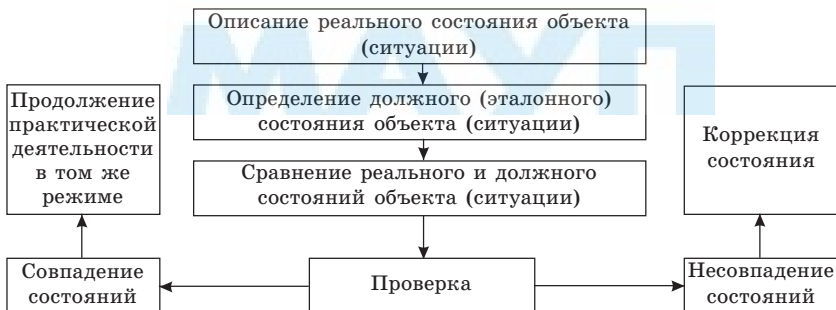 Описание реального состояния объекта
(ситуации)
МАУП
Определение должного (эталонного)
состояния объекта (ситуации)
Сравнение реального и должного
состояний объекта (ситуации)
Продолжение
практической
деятельности
в том же
режиме
Коррекция
состояния
Совпадение
состояний
Проверка
Несовпадение
состояний